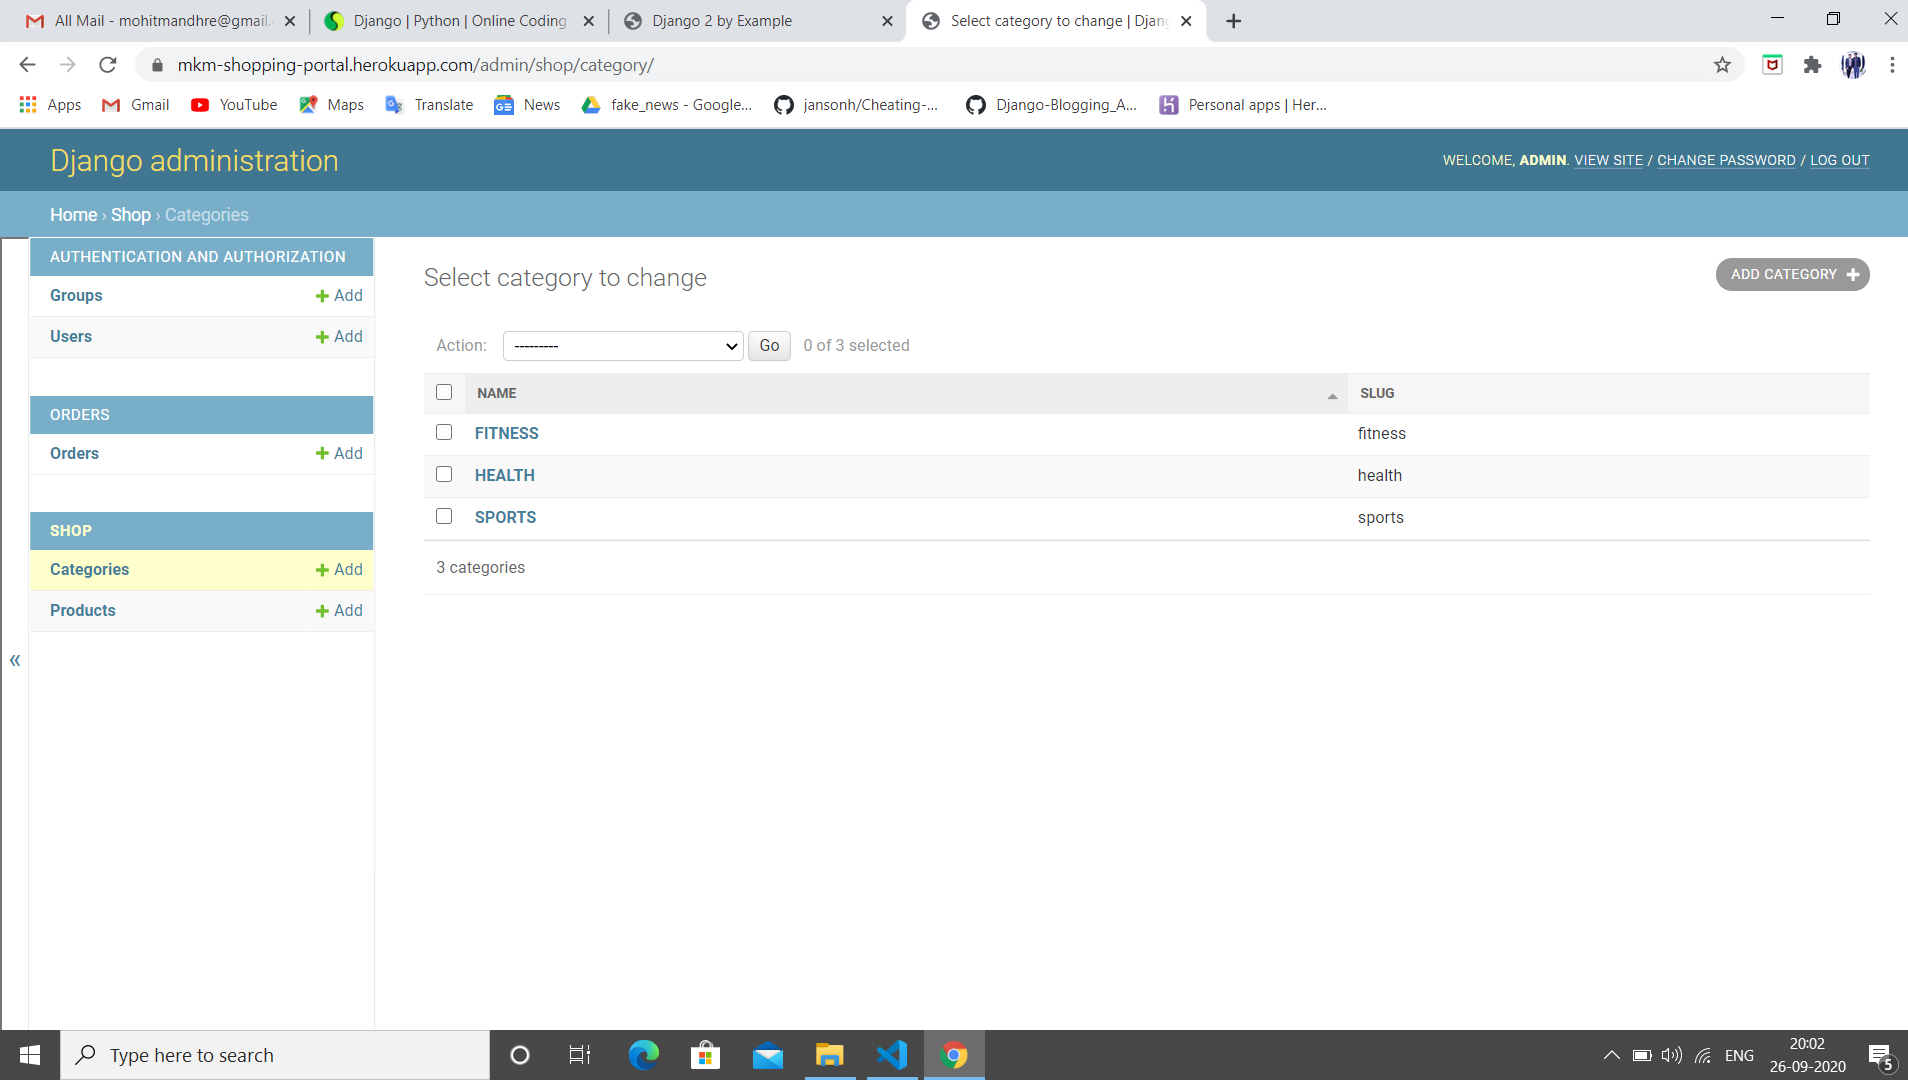 All Mail - mohitmandhre@gmail.
Django | Python | Online Coding
Django 2 by Example
Select category to change | Djan
mkm-shopping-portal.herokuapp.com/admin/shop/category/
Apps
Gmail
YouTube
Maps
Translate
News
fake_news - Google...
jansonh/Cheating-...
Django-Blogging_A...
Personal apps | Her...
Django administration
WELCOME, ADMIN. VIEW SITE / CHANGE PASSWORD / LOG OUT
Home › Shop › Categories
AUTHENTICATION AND AUTHORIZATION
Groups Add
Users Add
ORDERS
Orders Add
SHOP
Categories Add
Products Add
«
Select category to change
ADD CATEGORY +
Action: --------- Go 0 of 3 selected
NAME SLUG
FITNESS fitness
HEALTH health
SPORTS sports
3 categories
Type here to search
ENG
20:02
26-09-2020
5